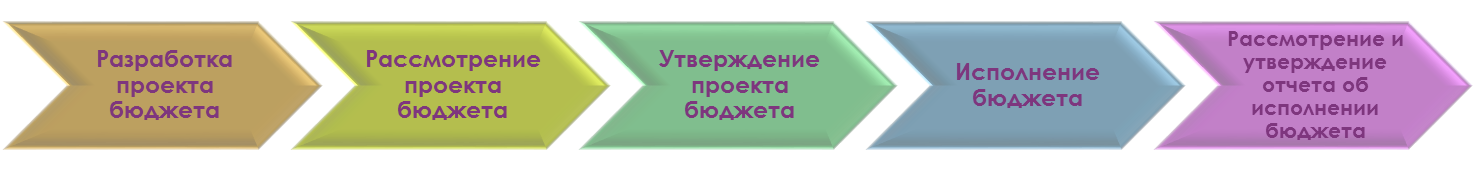 Разработка
проекта
бюджета
Рассмотрение
проекта
бюджета
Утверждение
проекта
бюджета
Исполнение
бюджета
Рассмотрение и
утверждение
отчета об
исполнении
бюджета